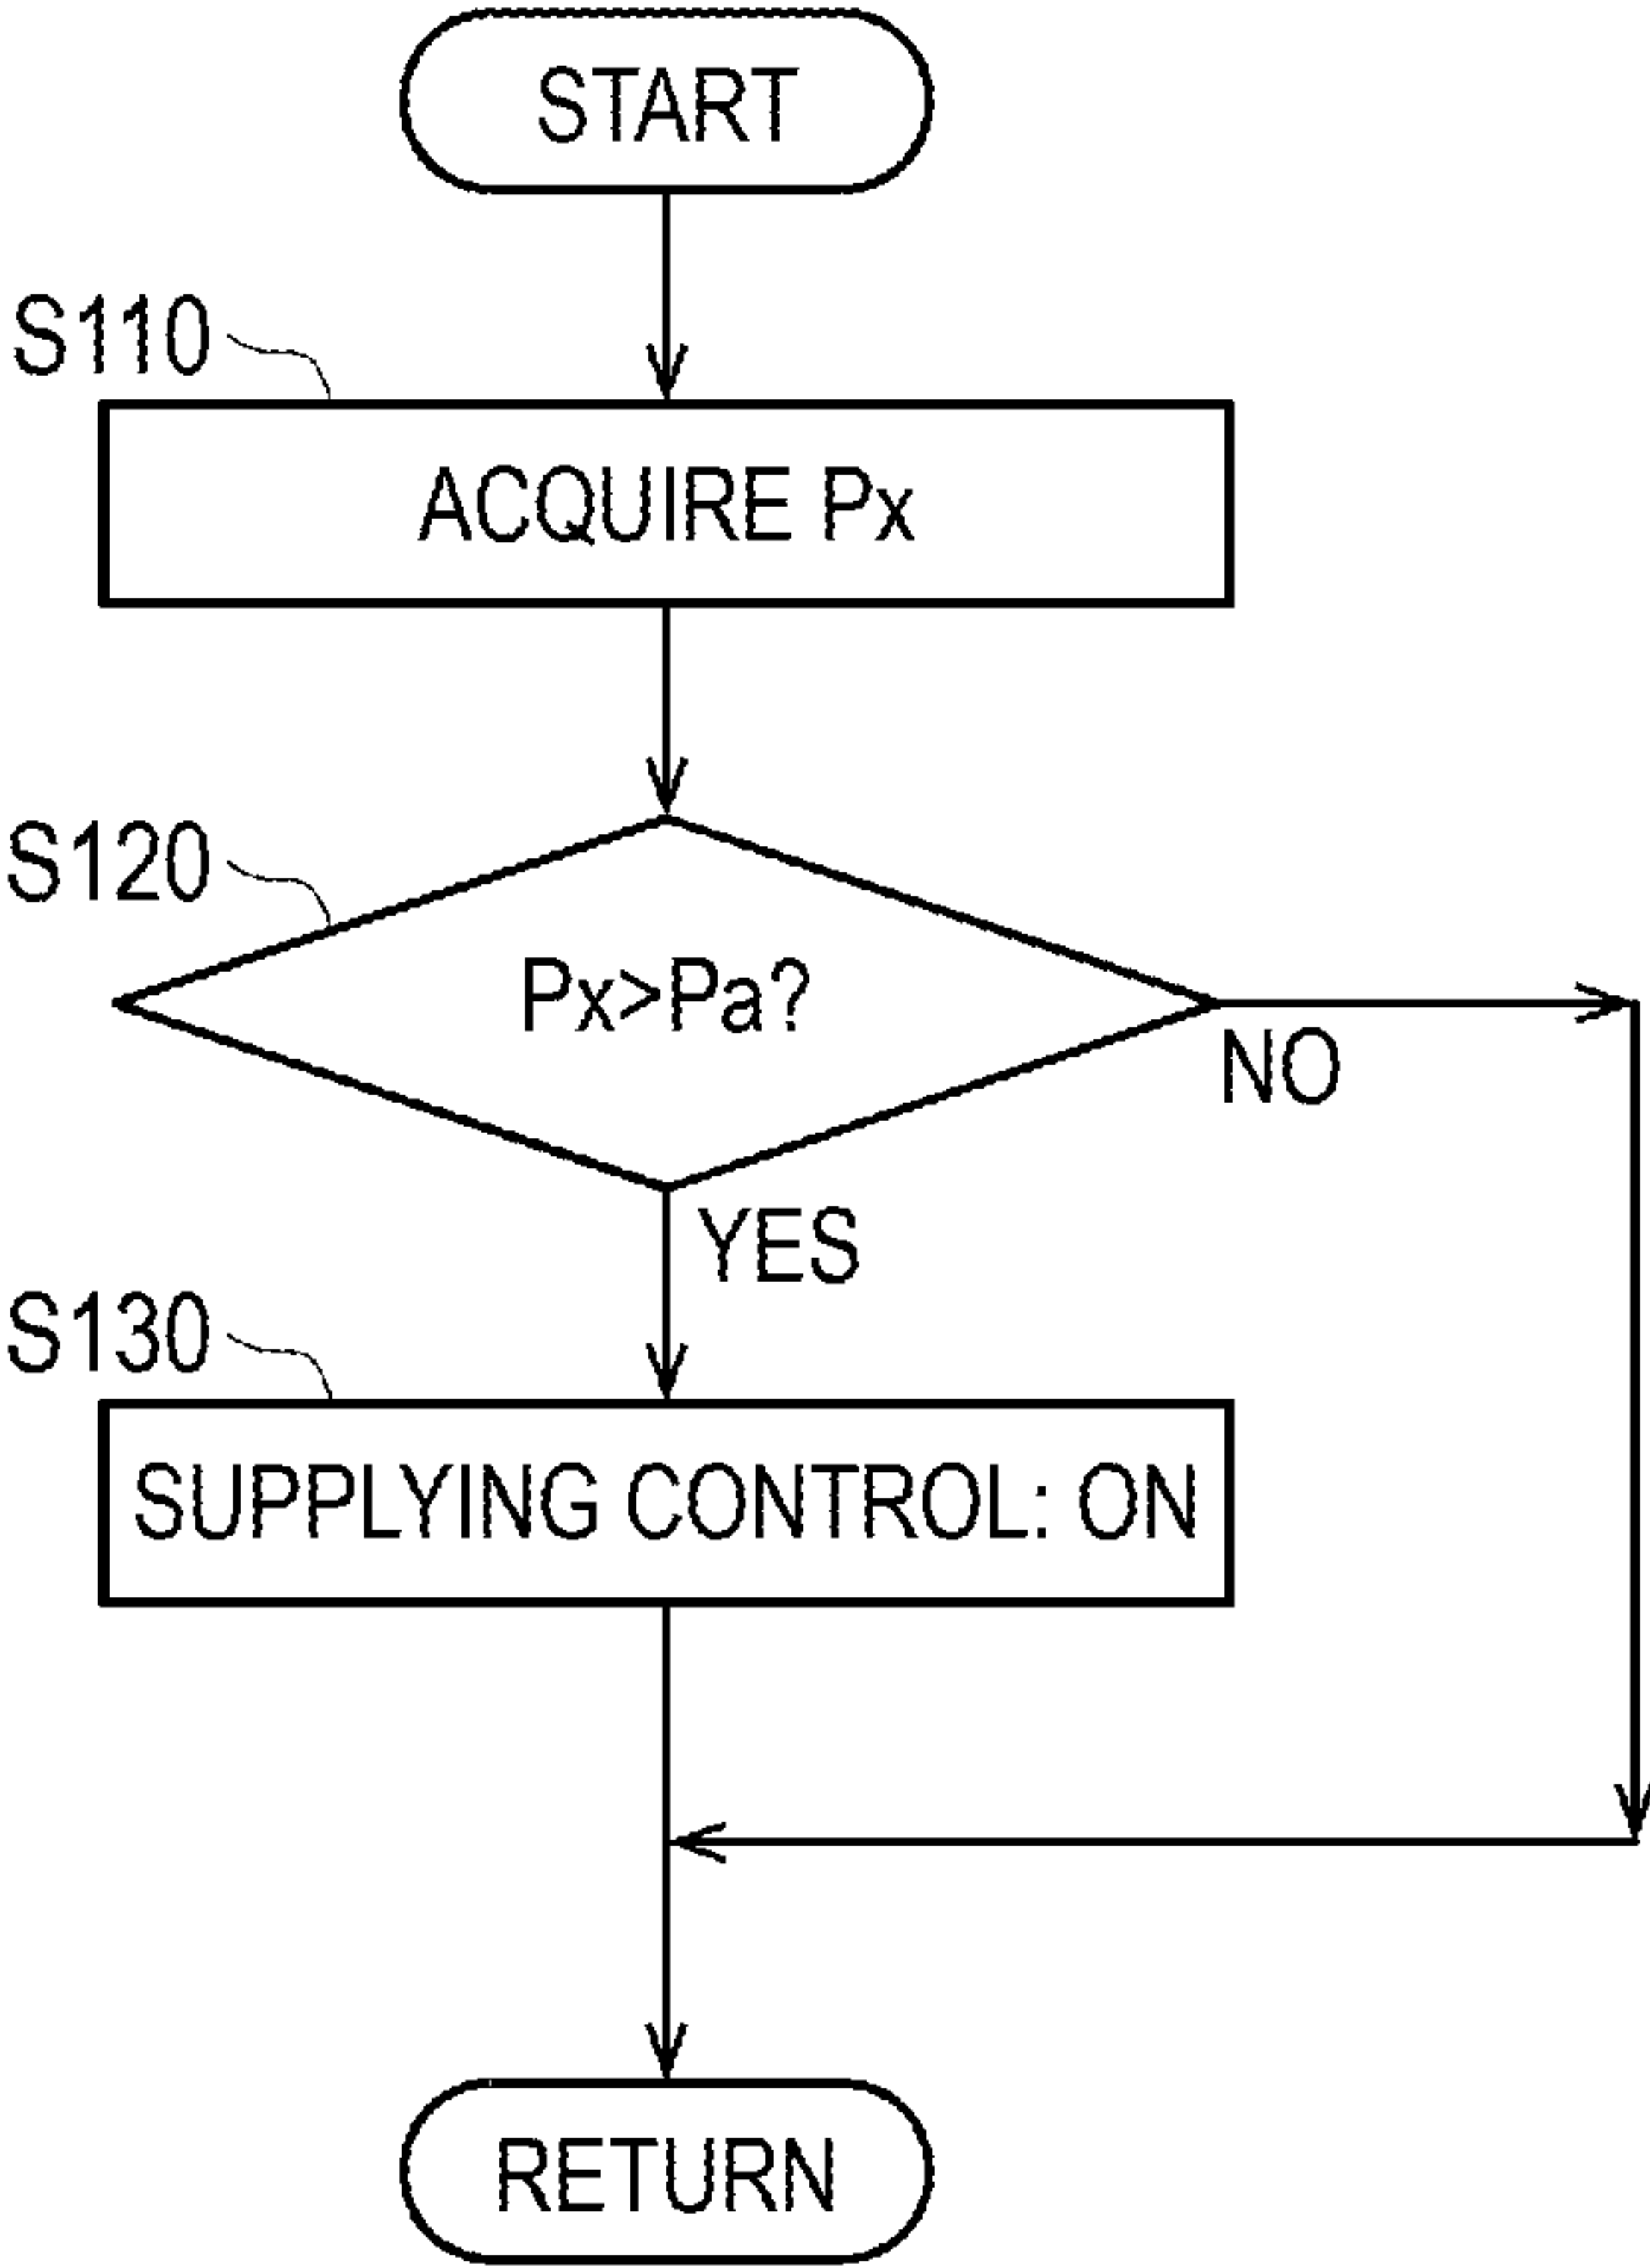 START
S110
ACQUIRE Px
S120
Px>Pa?
NO
YES
S130
SUPPLYING CONTROL: ON
RETURN